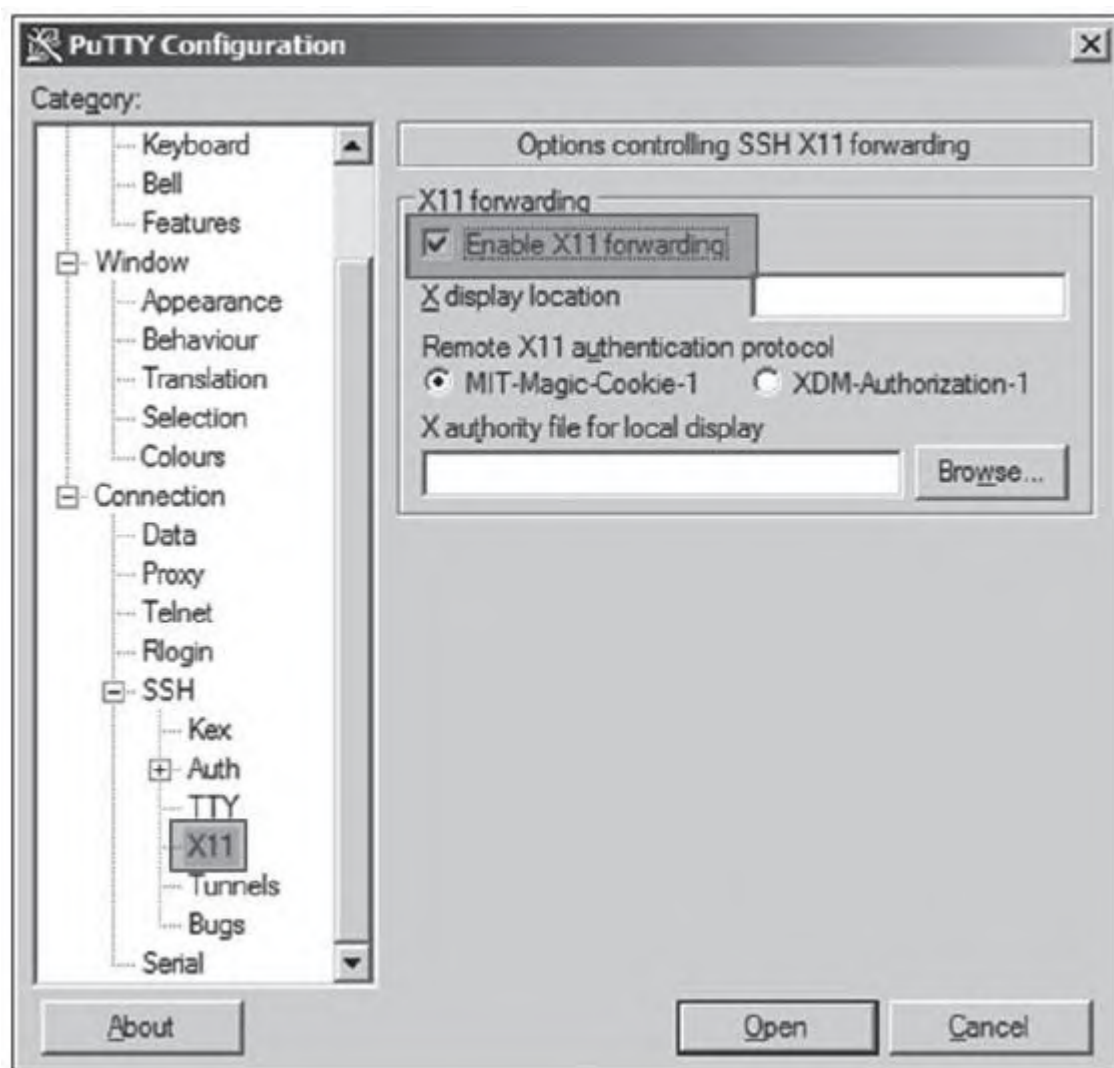 PuTTY Configuration
Category:
Keyboard
Bell
Features
Window
Appearance
Behaviour
Translation
Selection
Colours
Connection
Data
Proxy
Telnet
Rlogin
SSH
Kex
Auth
TTY
X11
Tunnels
Bugs
Serial
Options controlling SSH X11 forwarding
X11 forwarding
Enable X11 forwarding
X display location
Remote X11 authentication protocol
MIT-Magic-Cookie-1
XDM-Authorization-1
X authority file for local display
Browse...
About
Open
Cancel